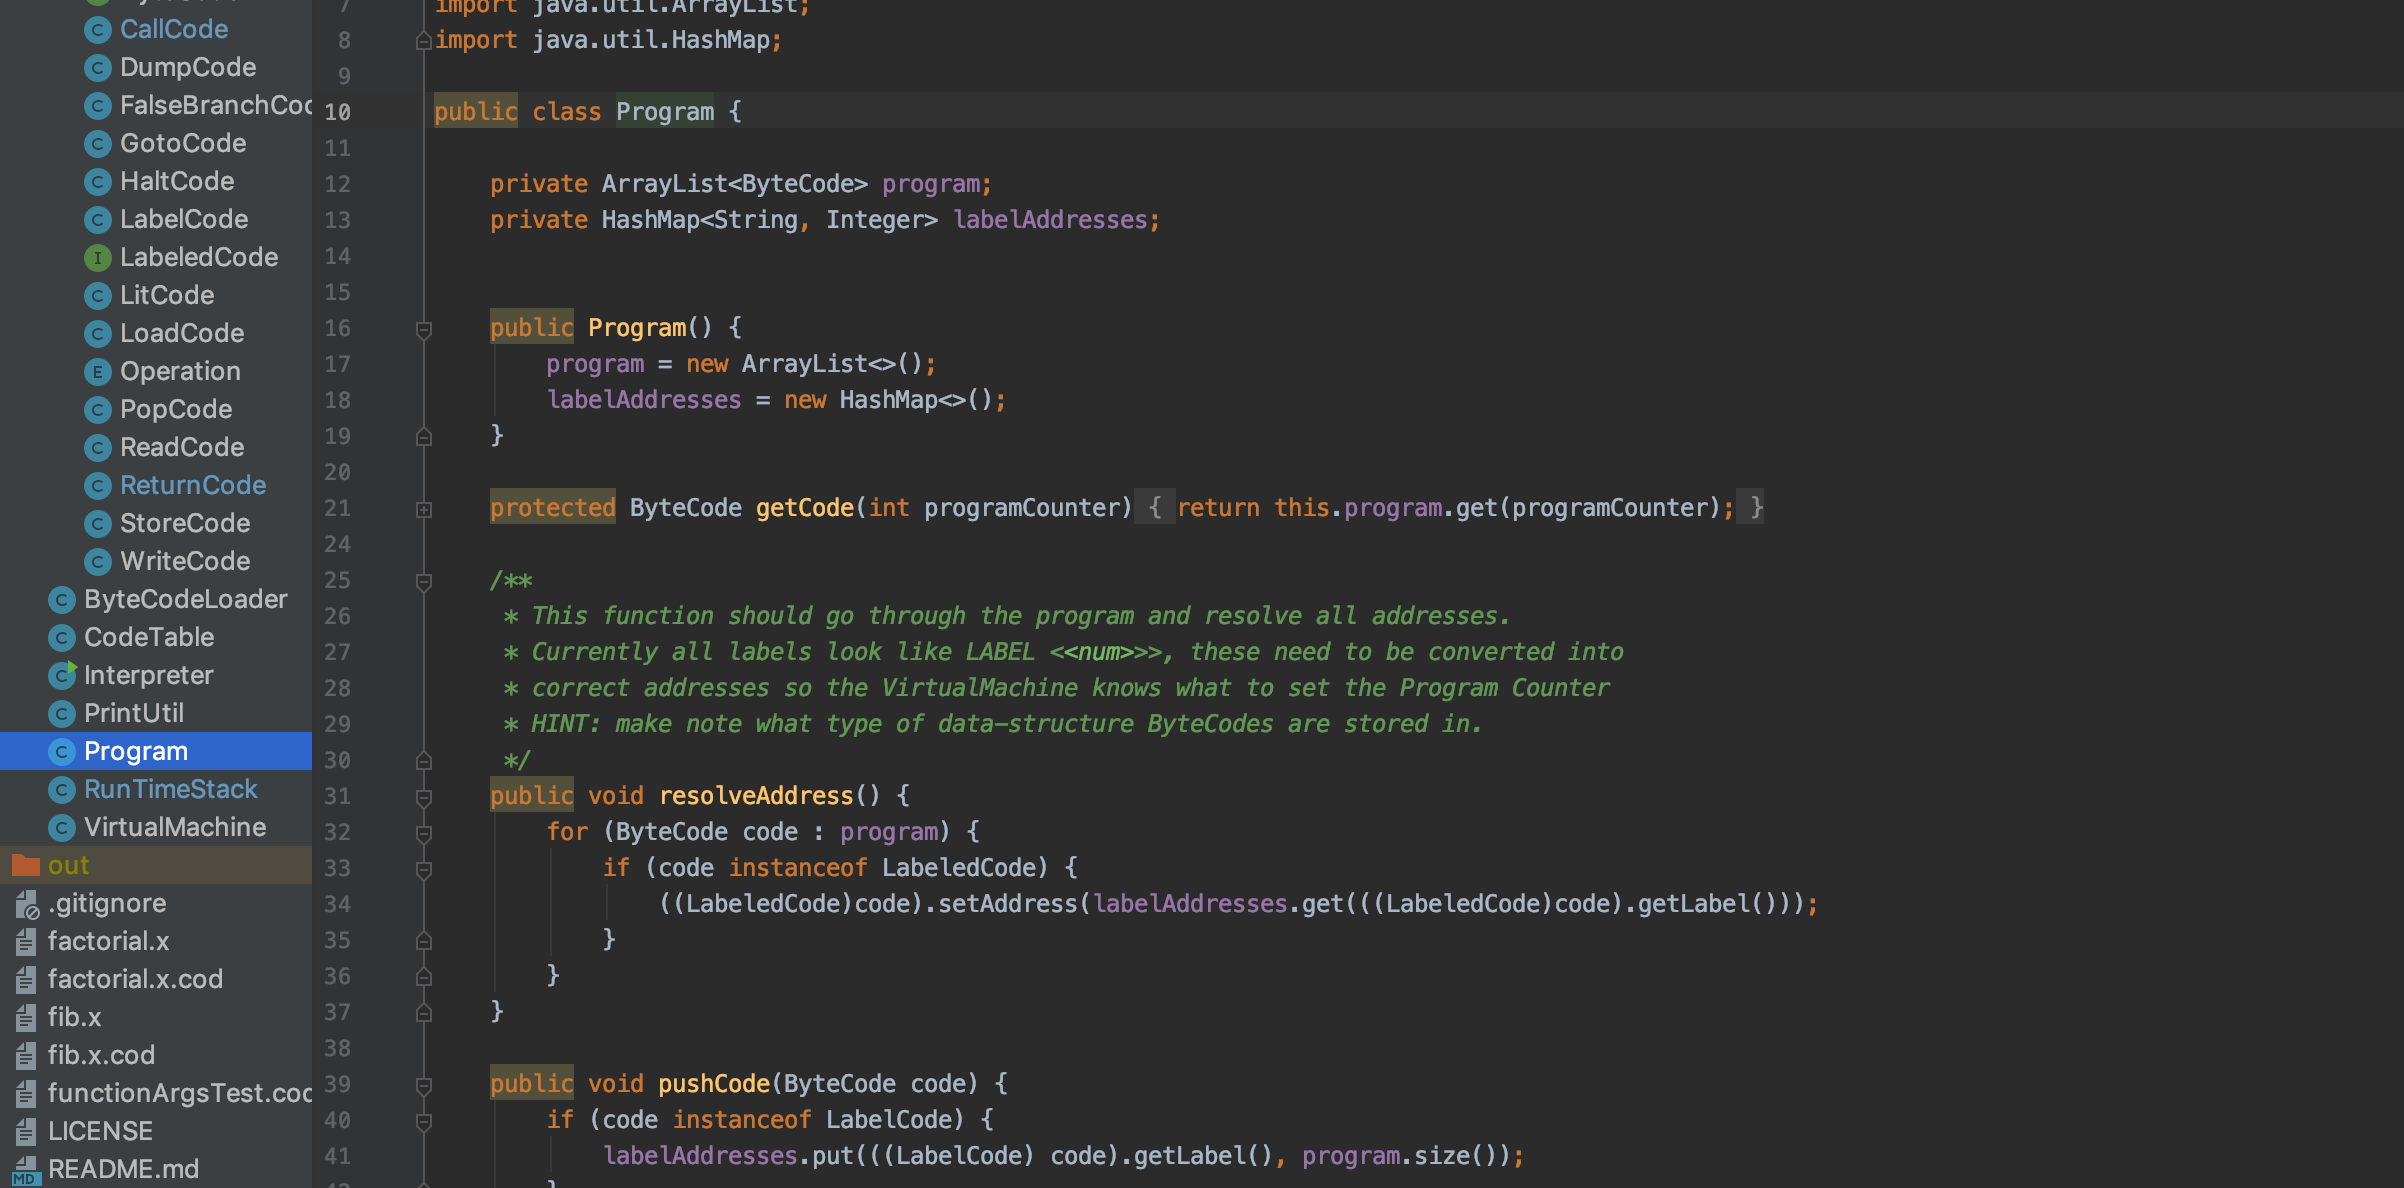 CallCode
DumpCode
FalseBranchCo
GotoCode
HaltCode
LabelCode
LabeledCode
LitCode
LoadCode
Operation
PopCode
ReadCode
ReturnCode
StoreCode
WriteCode
ByteCodeLoader
CodeTable
Interpreter
PrintUtil
Program
RunTimeStack
VirtualMachine
out
.gitignore
factorial.x
factorial.x.cod
fib.x
fib.x.cod
functionArgsTest.cod
LICENSE
README.md
7 import java.util.ArrayList;
8 import java.util.HashMap;
9
10 public class Program {
11
12 private ArrayList<ByteCode> program;
13 private HashMap<String, Integer> labelAddresses;
14
15
16 public Program() {
17 program = new ArrayList<>();
18 labelAddresses = new HashMap<>();
19 }
20
21 protected ByteCode getCode(int programCounter) { return this.program.get(programCounter); }
24
25 /**
26 * This function should go through the program and resolve all addresses.
27 * Currently all labels look like LABEL <<num>>>, these need to be converted into
28 * correct addresses so the VirtualMachine knows what to set the Program Counter
29 * HINT: make note what type of data-structure ByteCodes are stored in.
30 */
31 public void resolveAddress() {
32 for (ByteCode code : program) {
33 if (code instanceof LabeledCode) {
34 ((LabeledCode)code).setAddress(labelAddresses.get(((LabeledCode)code).getLabel()));
35 }
36 }
37 }
38
39 public void pushCode(ByteCode code) {
40 if (code instanceof LabelCode) {
41 labelAddresses.put(((LabelCode) code).getLabel(), program.size());